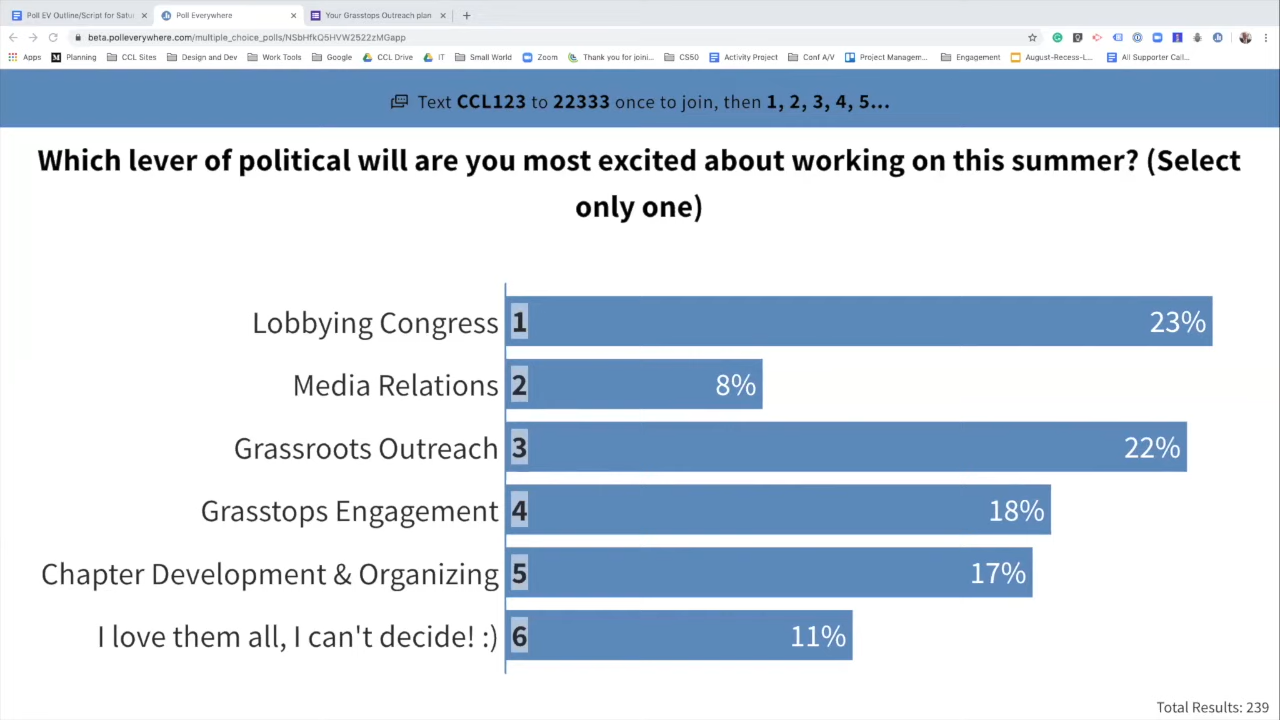 Poll EV Outline/Script for Satur
Poll Everywhere
Your Grasstops Outreach plan
beta.polleverywhere.com/multiple_choice_polls/NSbHfkQ5HVW2522zMGapp
Apps Planning CCL Sites Design and Dev Work Tools Google CCL Drive IT Small World Zoom Thank you for joini... CS50 Activity Project Conf A/V Project Managem... Engagement August-Recess-L... All Supporter Call...
Text CCL123 to 22333 once to join, then 1, 2, 3, 4, 5...
Which lever of political will are you most excited about working on this summer? (Select
only one)
Lobbying Congress 1 23%
Media Relations 2 8%
Grassroots Outreach 3 22%
Grasstops Engagement 4 18%
Chapter Development & Organizing 5 17%
I love them all, I can't decide! :) 6 11%
Total Results: 239